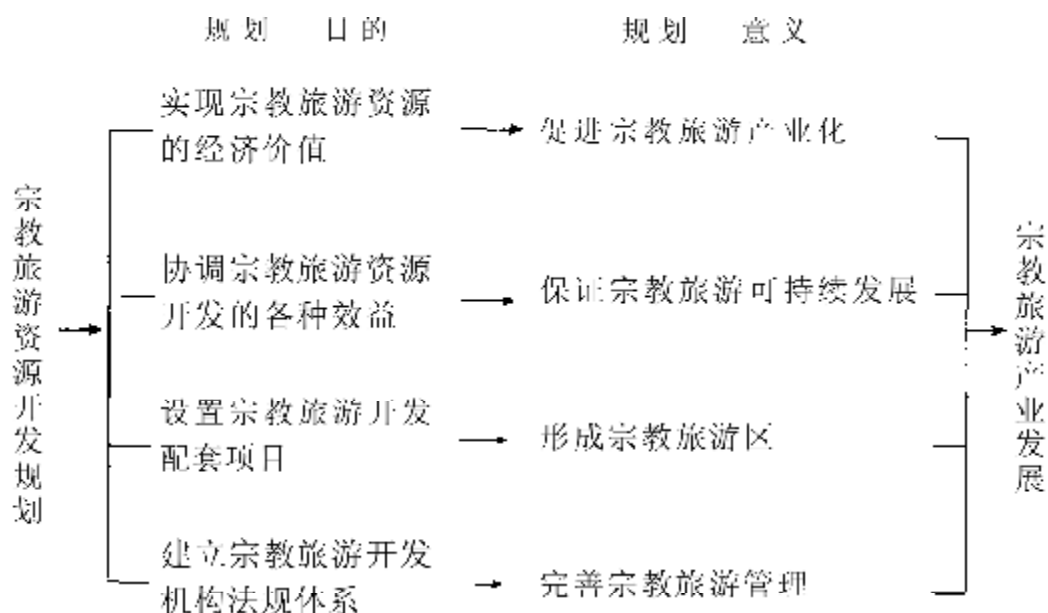 规划 目的
规划 意义
宗教旅游资源开发规划
实现宗教旅游资源
的经济价值
促进宗教旅游产业化
协调宗教旅游资源
开发的各种效益
保证宗教旅游可持续发展
设置宗教旅游开发
配套项目
形成宗教旅游区
建立宗教旅游开发
机构法规体系
完善宗教旅游管理
宗教旅游产业发展